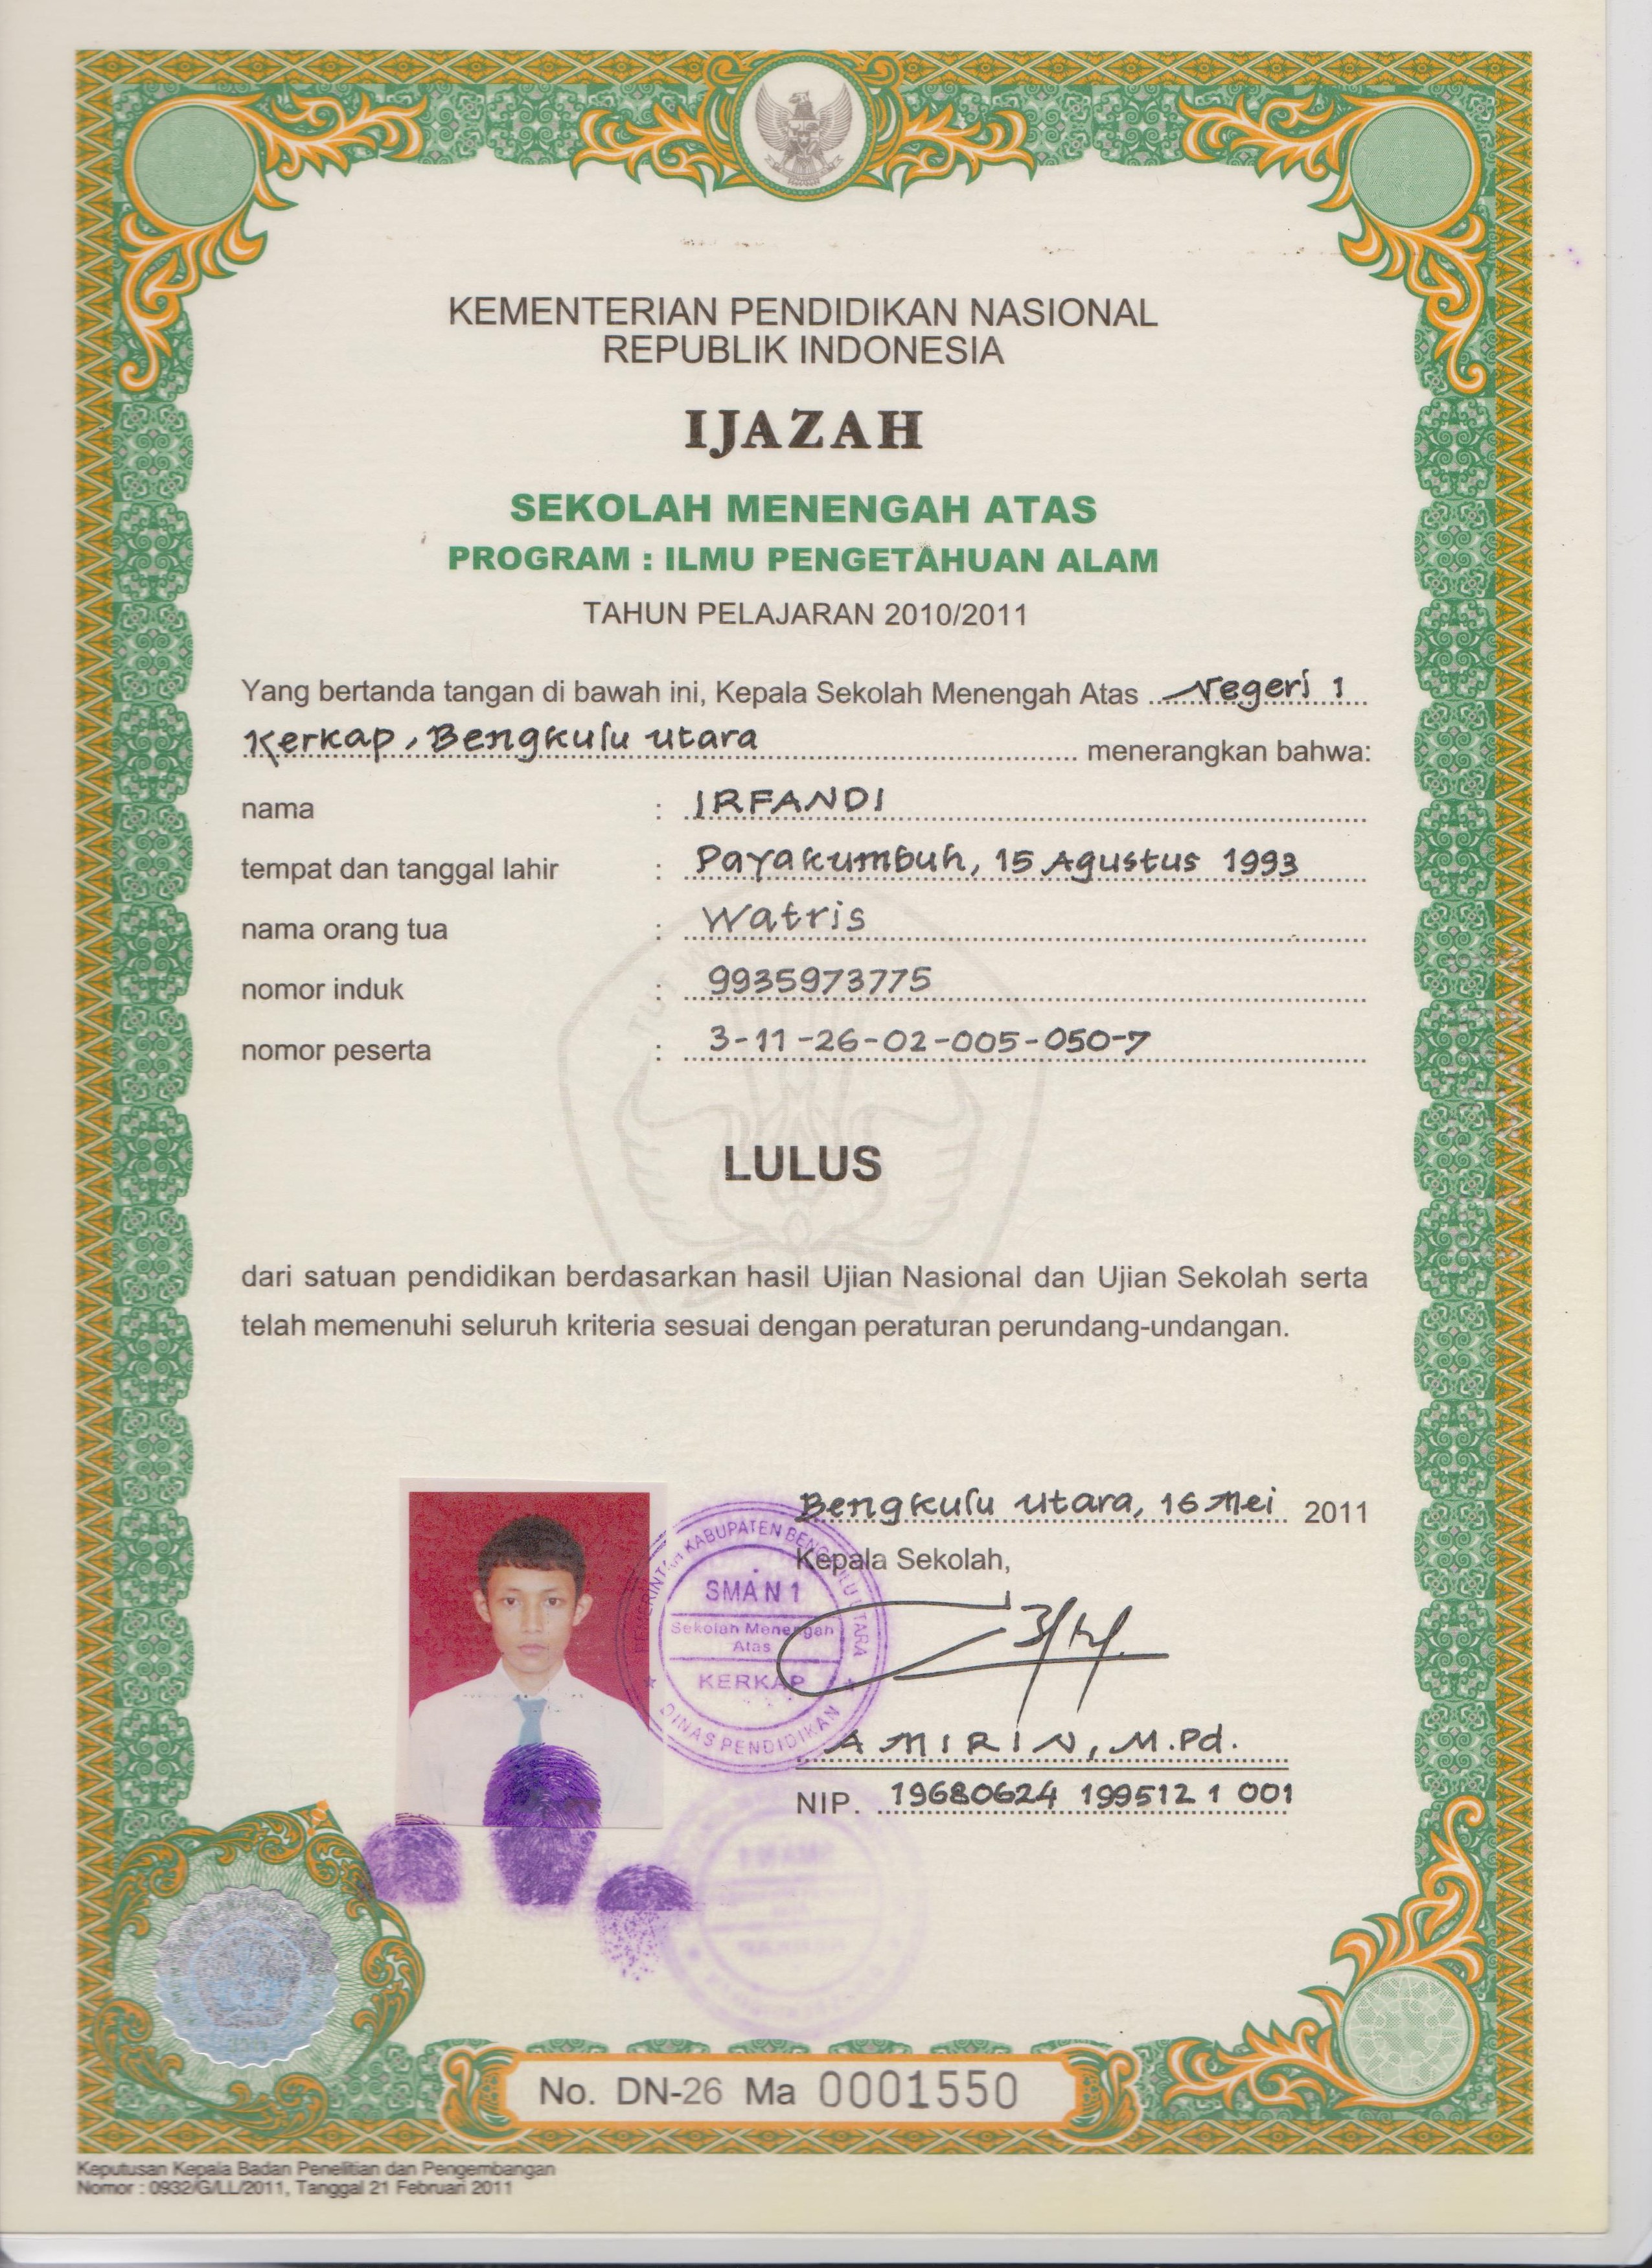 KEMENTERIAN PENDIDIKAN NASIONAL
REPUBLIK INDONESIA
IJAZAH
SEKOLAH MENENGAH ATAS
PROGRAM : ILMU PENGETAHUAN ALAM
TAHUN PELAJARAN 2010/2011
Yang bertanda tangan di bawah ini, Kepala Sekolah Menengah Atas Negeri 1
Kerkap, Bengkulu Utara menerangkan bahwa:
nama : IRFANDI
tempat dan tanggal lahir : Payakumbuh, 15 Agustus 1993
nama orang tua : Watris
nomor induk : 9935973775
nomor peserta : 3-11-26-02-005-050-7
LULUS
dari satuan pendidikan berdasarkan hasil Ujian Nasional dan Ujian Sekolah serta
telah memenuhi seluruh kriteria sesuai dengan peraturan perundang-undangan.
Bengkulu Utara, 16 Mei 2011
Kepala Sekolah,
PEMERINTAH KABUPATEN BENGKULU UTARA
SMA N 1
Sekolah Menengah
Atas
KERKAP
DINAS PENDIDIKAN
AMIRIN, M.Pd.
NIP. 19680624 199512 1 001
No. DN-26 Ma 0001550
Keputusan Kepala Badan Penelitian dan Pengembangan
Nomor : 0932/G/LL/2011, Tanggal 21 Februari 2011